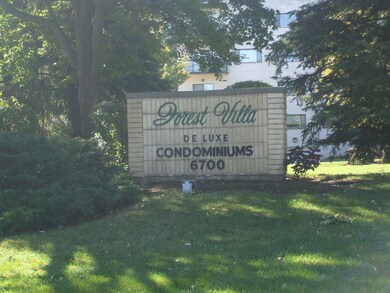 Forest Villa
DE LUXE
CONDOMINIUMS
6700